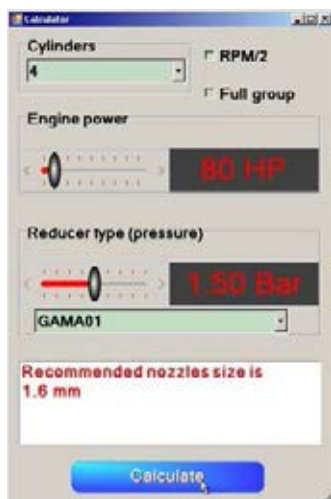 Calculator
Cylinders
4
RPM/2
Full group
Engine power
80 HP
Reducer type (pressure)
1.50 Bar
GAMA01
Recommended nozzles size is
1.6 mm
Calculate